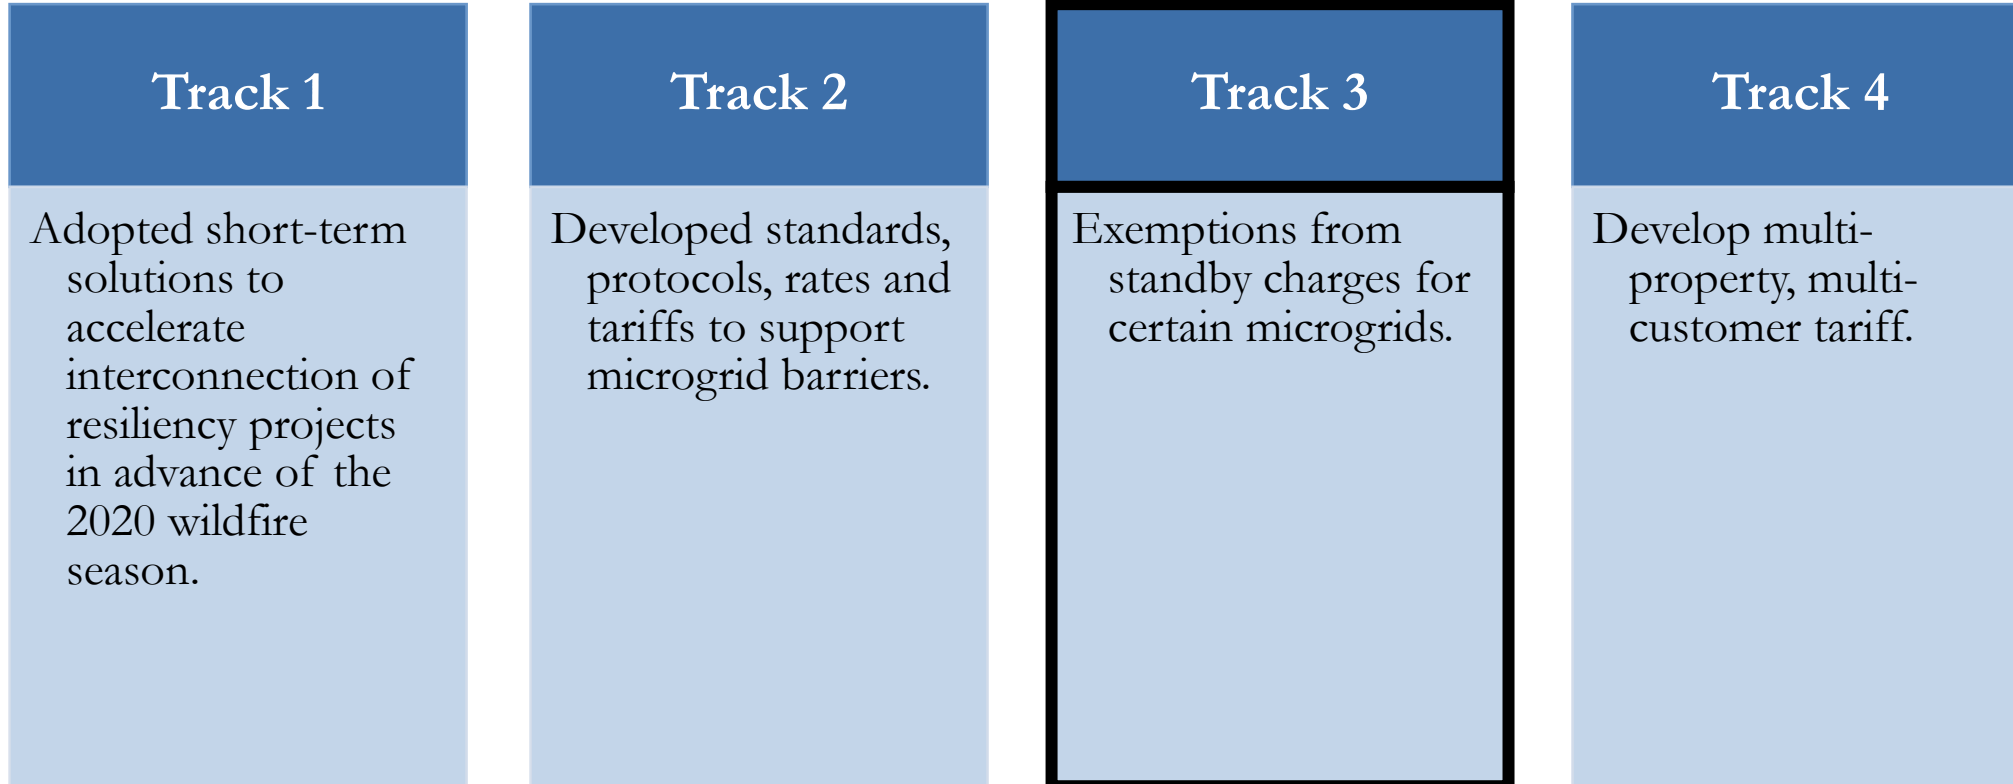 Track 1
Adopted short-term
solutions to
accelerate
interconnection of
resiliency projects
in advance of the
2020 wildfire
season.
Track 2
Developed standards,
protocols, rates and
tariffs to support
microgrid barriers.
Track 3
Exemptions from
standby charges for
certain microgrids.
Track 4
Develop multi-
property, multi-
customer tariff.